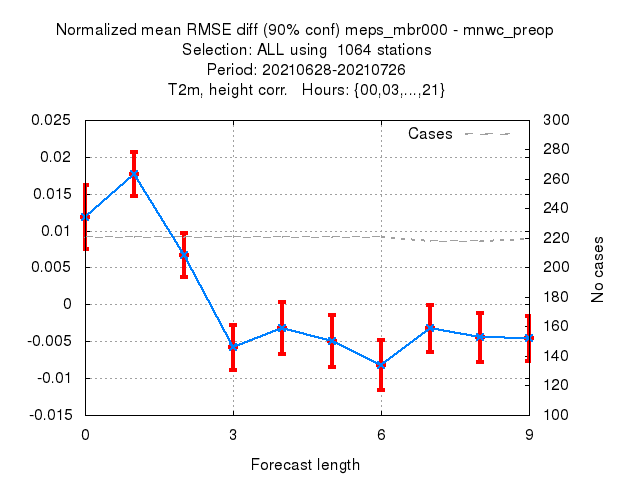 Normalized mean RMSE diff (90% conf) meps_mbr000 - mnwc_preop
Selection: ALL using  1064 stations
Period: 20210628-20210726
T2m, height corr.   Hours: {00,03,...,21}
Cases
0.025
0.02
0.015
0.01
0.005
0
-0.005
-0.01
-0.015
300
280
260
240
220
200
180
160
140
120
100
No cases
0 3 6 9
Forecast length